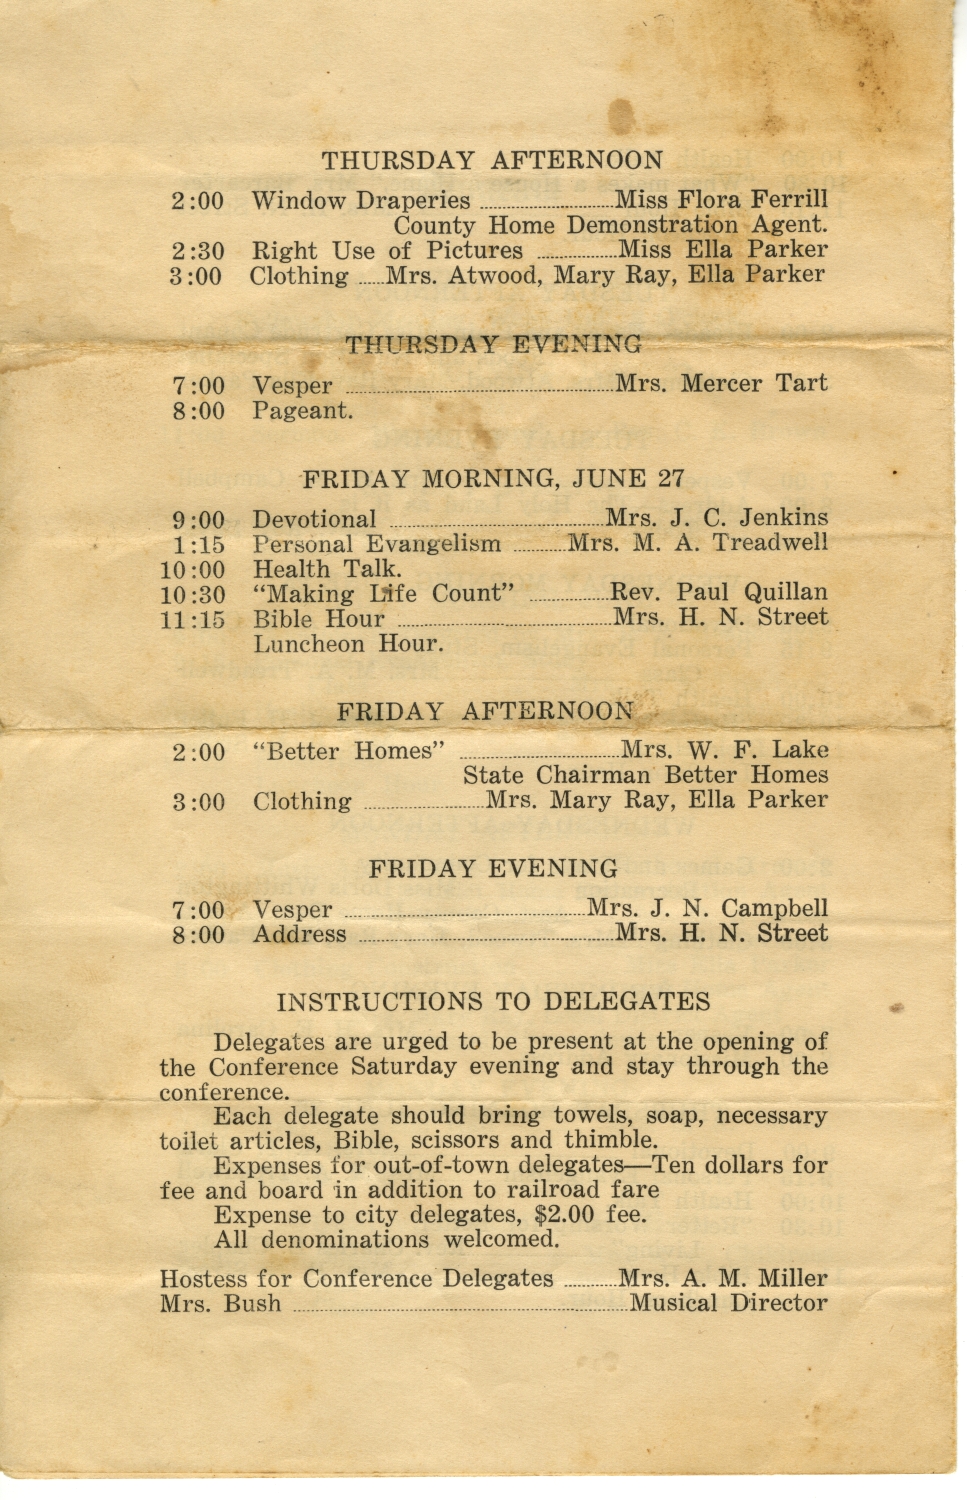 THURSDAY AFTERNOON
2:00 Window Draperies ........................Miss Flora Ferrill
County Home Demonstration Agent.
2:30 Right Use of Pictures ................Miss Ella Parker
3:00 Clothing .....Mrs. Atwood, Mary Ray, Ella Parker
THURSDAY EVENING
7:00 Vesper ................................................Mrs. Mercer Tart
8:00 Pageant.
FRIDAY MORNING, JUNE 27
9:00 Devotional ......................................Mrs. J. C. Jenkins
1:15 Personal Evangelism ..........Mrs. M. A. Treadwell
10:00 Health Talk.
10:30 “Making Life Count” ..............Rev. Paul Quillan
11:15 Bible Hour ......................................Mrs. H. N. Street
Luncheon Hour.
FRIDAY AFTERNOON
2:00 “Better Homes” .............................Mrs. W. F. Lake
State Chairman Better Homes
3:00 Clothing ......................Mrs. Mary Ray, Ella Parker
FRIDAY EVENING
7:00 Vesper ...........................................Mrs. J. N. Campbell
8:00 Address ..............................................Mrs. H. N. Street
INSTRUCTIONS TO DELEGATES
Delegates are urged to be present at the opening of
the Conference Saturday evening and stay through the
conference.
Each delegate should bring towels, soap, necessary
toilet articles, Bible, scissors and thimble.
Expenses for out-of-town delegates—Ten dollars for
fee and board in addition to railroad fare
Expense to city delegates, $2.00 fee.
All denominations welcomed.
Hostess for Conference Delegates ..........Mrs. A. M. Miller
Mrs. Bush ............................................................Musical Director